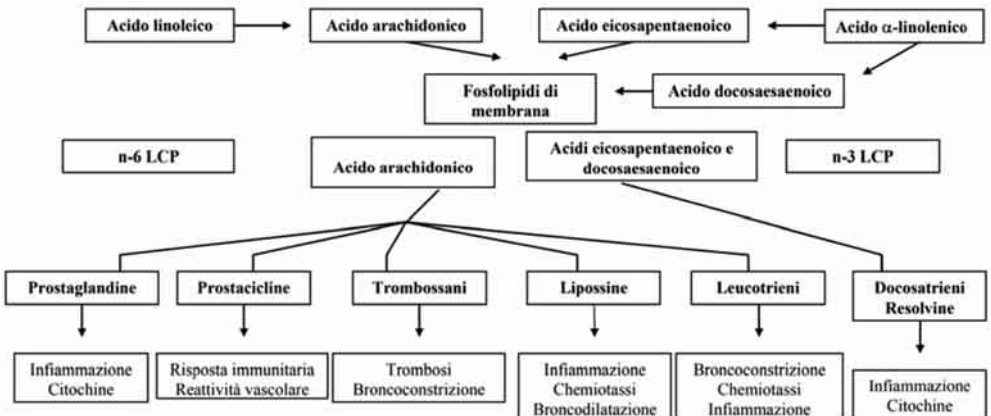 Acido linoleico
Acido arachidonico
Acido eicosapentaenoico
Acido α-linolenico
Fosfolipidi di
membrana
Acido docosaesaenoico
n-6 LCP
Acido arachidonico
Acidi eicosapentaenoico e
docosaesaenoico
n-3 LCP
Prostaglandine
Prostacicline
Trombossani
Lipossine
Leucotrieni
Docosatrieni
Resolvine
Infiammazione
Citochine
Risposta immunitaria
Reattività vascolare
Trombosi
Broncoconstrizione
Infiammazione
Chemiotassi
Broncodilatazione
Broncoconstrizione
Chemiotassi
Infiammazione
Infiammazione
Citochine